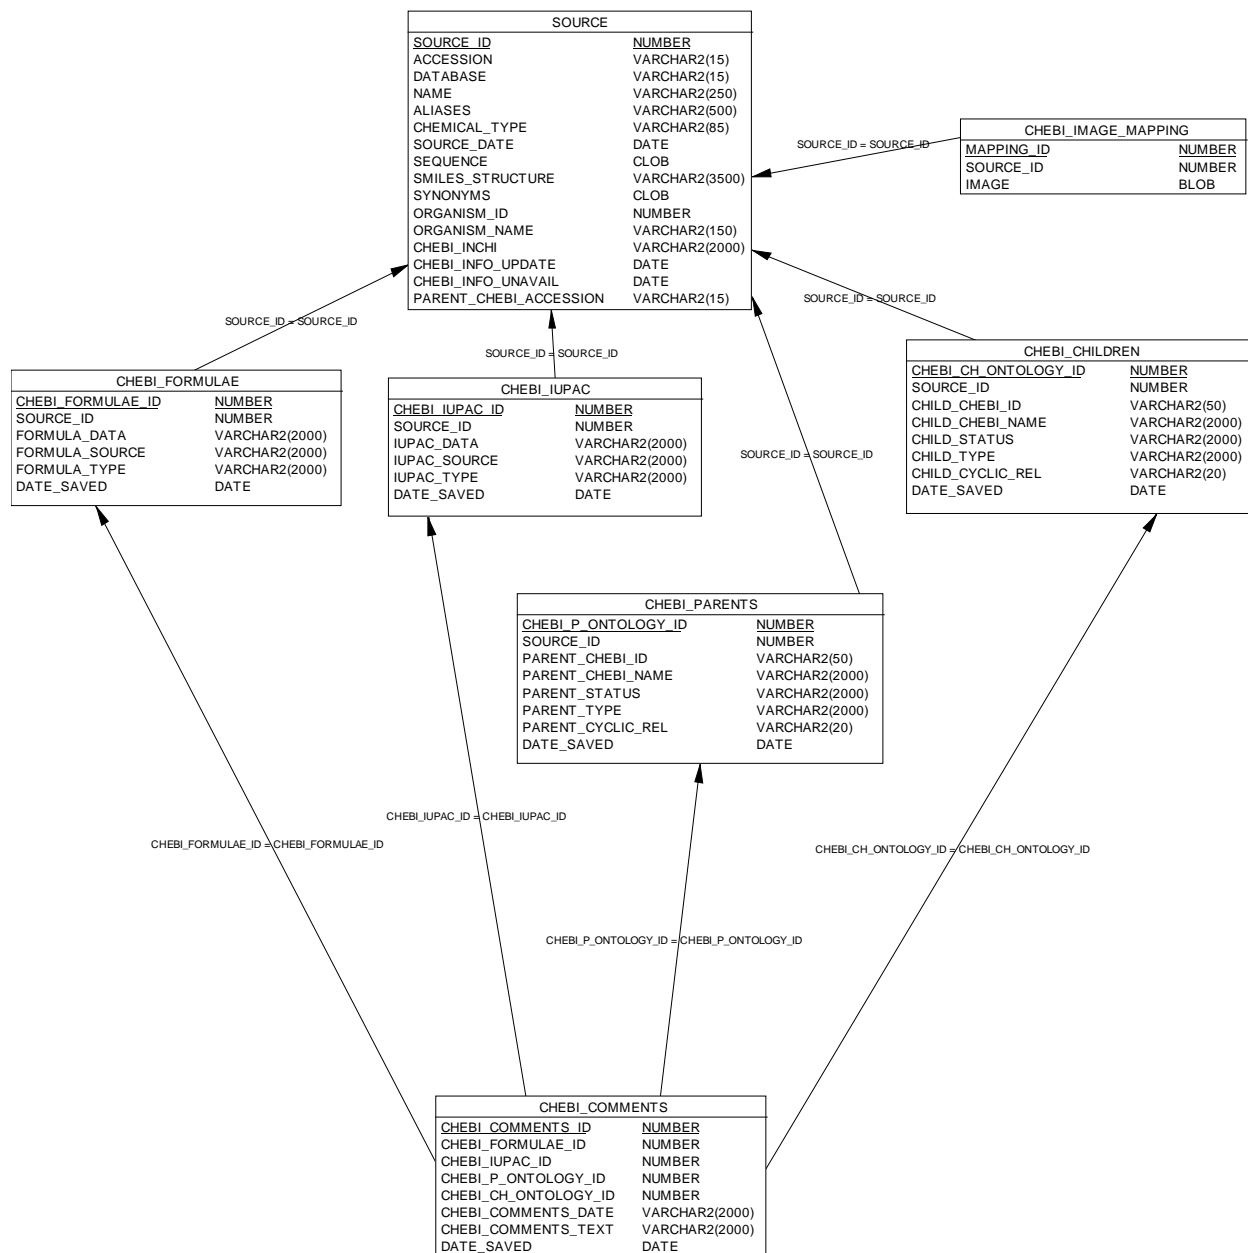 SOURCE
SOURCE_ID NUMBER
ACCESSION VARCHAR2(15)
DATABASE VARCHAR2(15)
NAME VARCHAR2(250)
ALIASES VARCHAR2(500)
CHEMICAL_TYPE VARCHAR2(85)
SOURCE_DATE DATE
SEQUENCE CLOB
SMILES_STRUCTURE VARCHAR2(3500)
SYNONYMS CLOB
ORGANISM_ID NUMBER
ORGANISM_NAME VARCHAR2(150)
CHEBI_INCHI VARCHAR2(2000)
CHEBI_INFO_UPDATE DATE
CHEBI_INFO_UNAVAIL DATE
PARENT_CHEBI_ACCESSION VARCHAR2(15)
CHEBI_IMAGE_MAPPING
MAPPING_ID NUMBER
SOURCE_ID NUMBER
IMAGE BLOB
SOURCE_ID = SOURCE_ID
SOURCE_ID = SOURCE_ID
SOURCE_ID = SOURCE_ID
SOURCE_ID = SOURCE_ID
SOURCE_ID = SOURCE_ID
CHEBI_FORMULAE
CHEBI_FORMULAE_ID NUMBER
SOURCE_ID NUMBER
FORMULA_DATA VARCHAR2(2000)
FORMULA_SOURCE VARCHAR2(2000)
FORMULA_TYPE VARCHAR2(2000)
DATE_SAVED DATE
CHEBI_IUPAC
CHEBI_IUPAC_ID NUMBER
SOURCE_ID NUMBER
IUPAC_DATA VARCHAR2(2000)
IUPAC_SOURCE VARCHAR2(2000)
IUPAC_TYPE VARCHAR2(2000)
DATE_SAVED DATE
CHEBI_CHILDREN
CHEBI_CH_ONTOLOGY_ID NUMBER
SOURCE_ID NUMBER
CHILD_CHEBI_ID VARCHAR2(50)
CHILD_CHEBI_NAME VARCHAR2(2000)
CHILD_STATUS VARCHAR2(2000)
CHILD_TYPE VARCHAR2(2000)
CHILD_CYCLIC_REL VARCHAR2(20)
DATE_SAVED DATE
CHEBI_PARENTS
CHEBI_P_ONTOLOGY_ID NUMBER
SOURCE_ID NUMBER
PARENT_CHEBI_ID VARCHAR2(50)
PARENT_CHEBI_NAME VARCHAR2(2000)
PARENT_STATUS VARCHAR2(2000)
PARENT_TYPE VARCHAR2(2000)
PARENT_CYCLIC_REL VARCHAR2(20)
DATE_SAVED DATE
CHEBI_IUPAC_ID = CHEBI_IUPAC_ID
CHEBI_FORMULAE_ID = CHEBI_FORMULAE_ID
CHEBI_CH_ONTOLOGY_ID = CHEBI_CH_ONTOLOGY_ID
CHEBI_P_ONTOLOGY_ID = CHEBI_P_ONTOLOGY_ID
CHEBI_COMMENTS
CHEBI_COMMENTS_ID NUMBER
CHEBI_FORMULAE_ID NUMBER
CHEBI_IUPAC_ID NUMBER
CHEBI_P_ONTOLOGY_ID NUMBER
CHEBI_CH_ONTOLOGY_ID NUMBER
CHEBI_COMMENTS_DATE VARCHAR2(2000)
CHEBI_COMMENTS_TEXT VARCHAR2(2000)
DATE_SAVED DATE